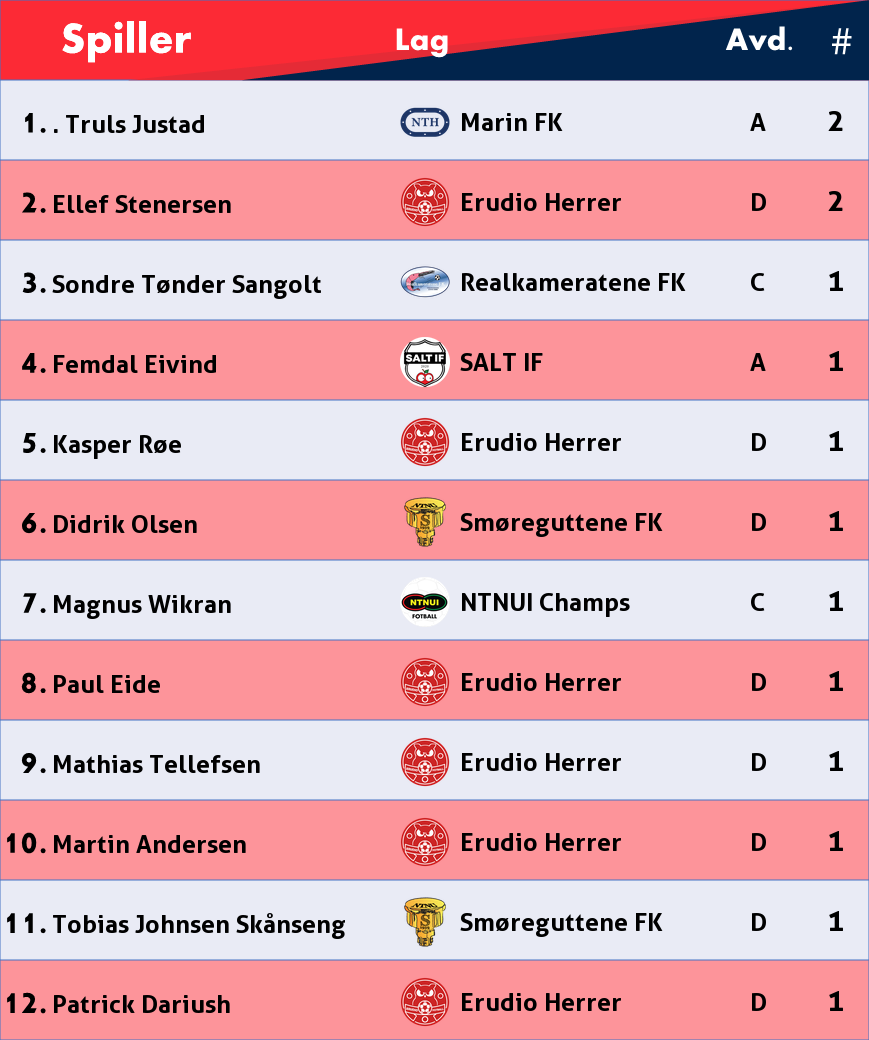 Spiller Lag Avd. #
1. . Truls Justad NTH Marin FK A 2
2. Ellef Stenersen Erudio Herrer D 2
3. Sondre Tønder Sangolt Realkameratene FK C 1
4. Femdal Eivind SALT IF SALT IF A 1
5. Kasper Røe Erudio Herrer D 1
6. Didrik Olsen NTNU S Smøreguttene FK D 1
7. Magnus Wikran NTNUI FOTBALL NTNUI Champs C 1
8. Paul Eide Erudio Herrer D 1
9. Mathias Tellefsen Erudio Herrer D 1
10. Martin Andersen Erudio Herrer D 1
11. Tobias Johnsen Skånseng NTNU S Smøreguttene FK D 1
12. Patrick Dariush Erudio Herrer D 1